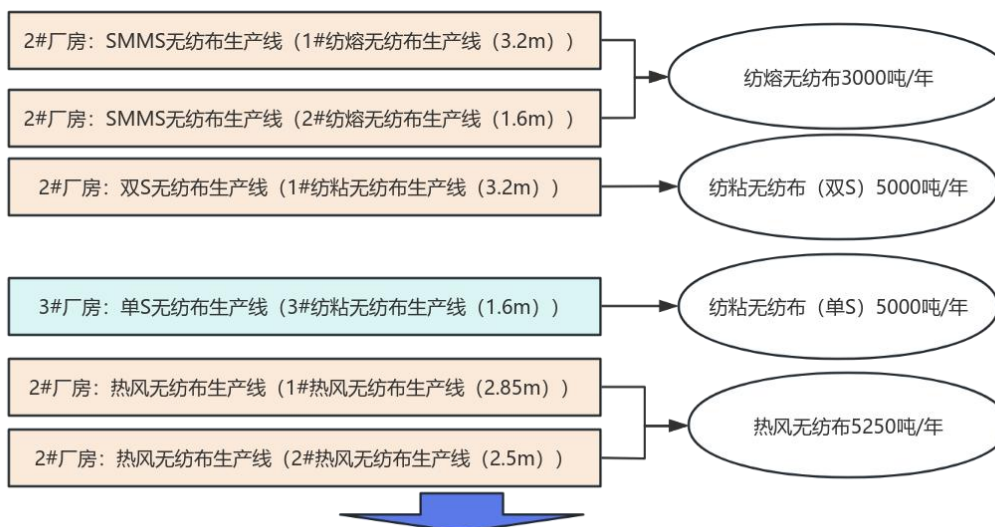 2#厂房：SMMS无纺布生产线（1#纺熔无纺布生产线（3.2m））
纺熔无纺布3000吨/年
2#厂房：SMMS无纺布生产线（2#纺熔无纺布生产线（1.6m））
2#厂房：双S无纺布生产线（1#纺粘无纺布生产线（3.2m）
纺粘无纺布（双S）5000吨/年
3#厂房：单S无纺布生产线（3#纺粘无纺布生产线（1.6m））
纺粘无纺布（单S）5000吨/年
2#厂房：热风无纺布生产线（1#热风无纺布生产线（2.85m））
热风无纺布5250吨/年
2#厂房：热风无纺布生产线（2#热风无纺布生产线（2.5m））